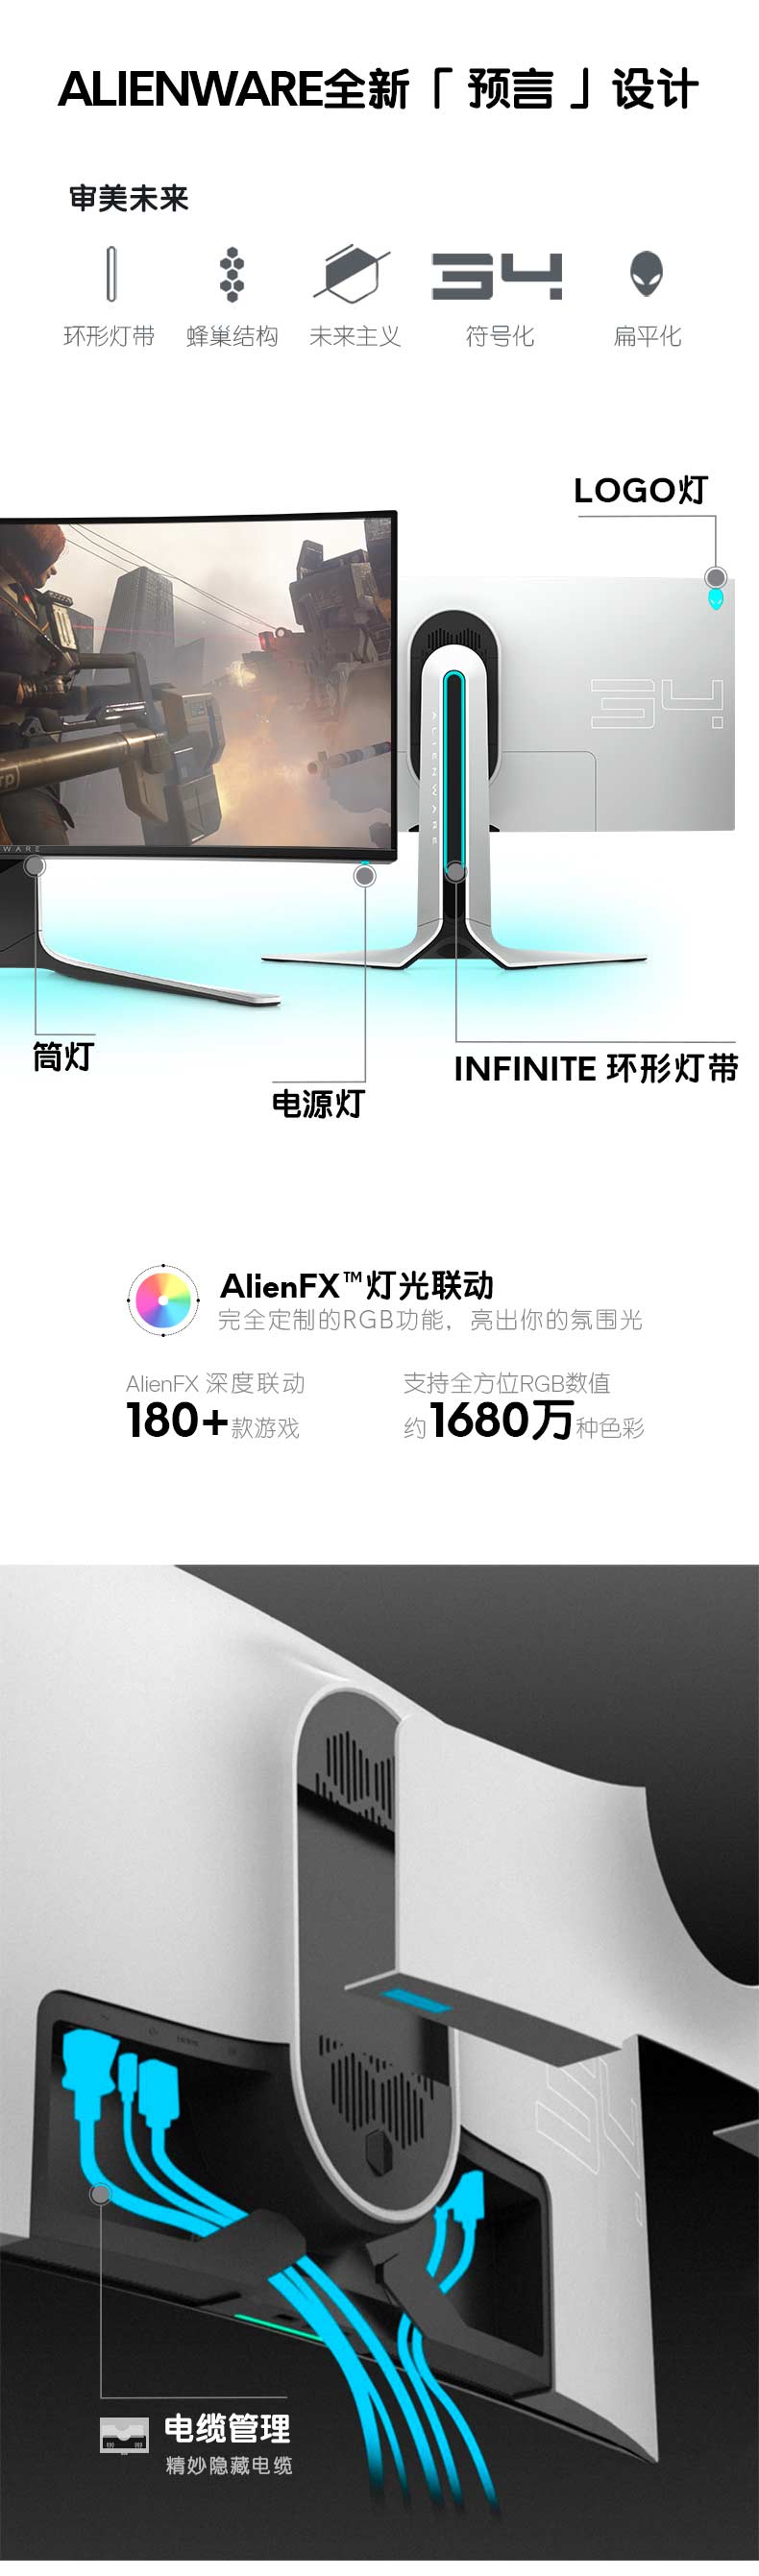 ALIENWARE全新「预言」设计
审美未来
34
环形灯带 蜂巢结构 未来主义 符号化 扁平化
LOGO灯
34
ALIENWARE
WARE
筒灯
电源灯
INFINITE 环形灯带
AlienFX™灯光联动
完全定制的RGB功能，亮出你的氛围光
AlienFX 深度联动
180+款游戏
支持全方位RGB数值
约1680万种色彩
电缆管理
精妙隐藏电缆